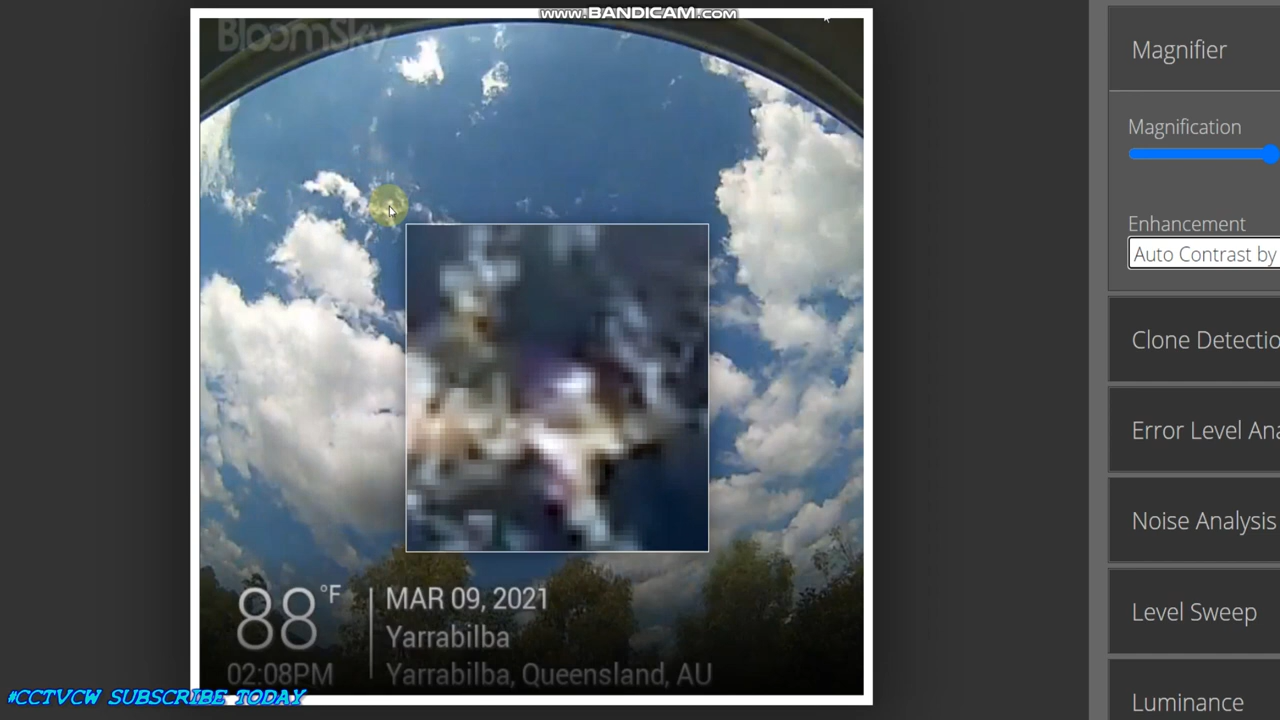 www.BANDICAM.com
BloomSky
Magnifier
Magnification
Enhancement
Auto Contrast by
Clone Detectio
Error Level Ana
Noise Analysis
Level Sweep
Luminance
88 °F
02:08PM
MAR 09, 2021
Yarrabilba
Yarrabilba, Queensland, AU
#CCTVCW SUBSCRIBE TODAY